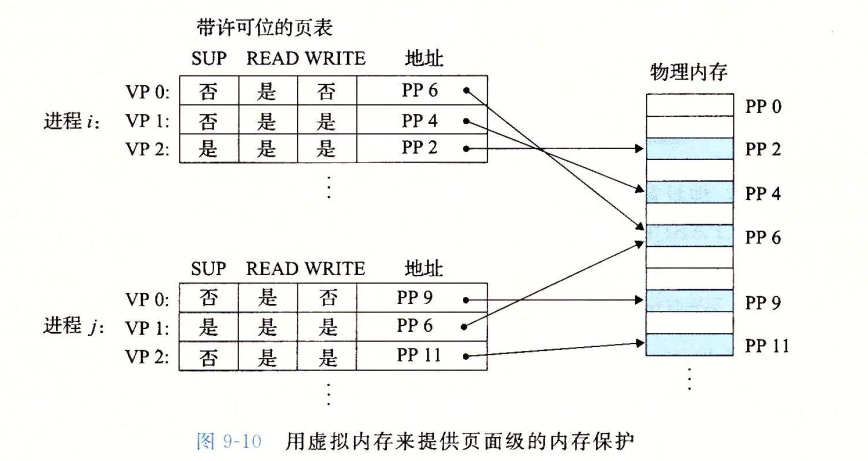 带许可位的页表
SUP READ WRITE 地址
进程 i：
VP 0: 否 是 否 PP 6
VP 1: 否 是 是 PP 4
VP 2: 是 是 是 PP 2
⋮
SUP READ WRITE 地址
进程 j：
VP 0: 否 是 否 PP 9
VP 1: 是 是 是 PP 6
VP 2: 否 是 是 PP 11
⋮
物理内存
PP 0
PP 2
PP 4
PP 6
PP 9
PP 11
⋮
图 9-10 用虚拟内存来提供页面级的内存保护